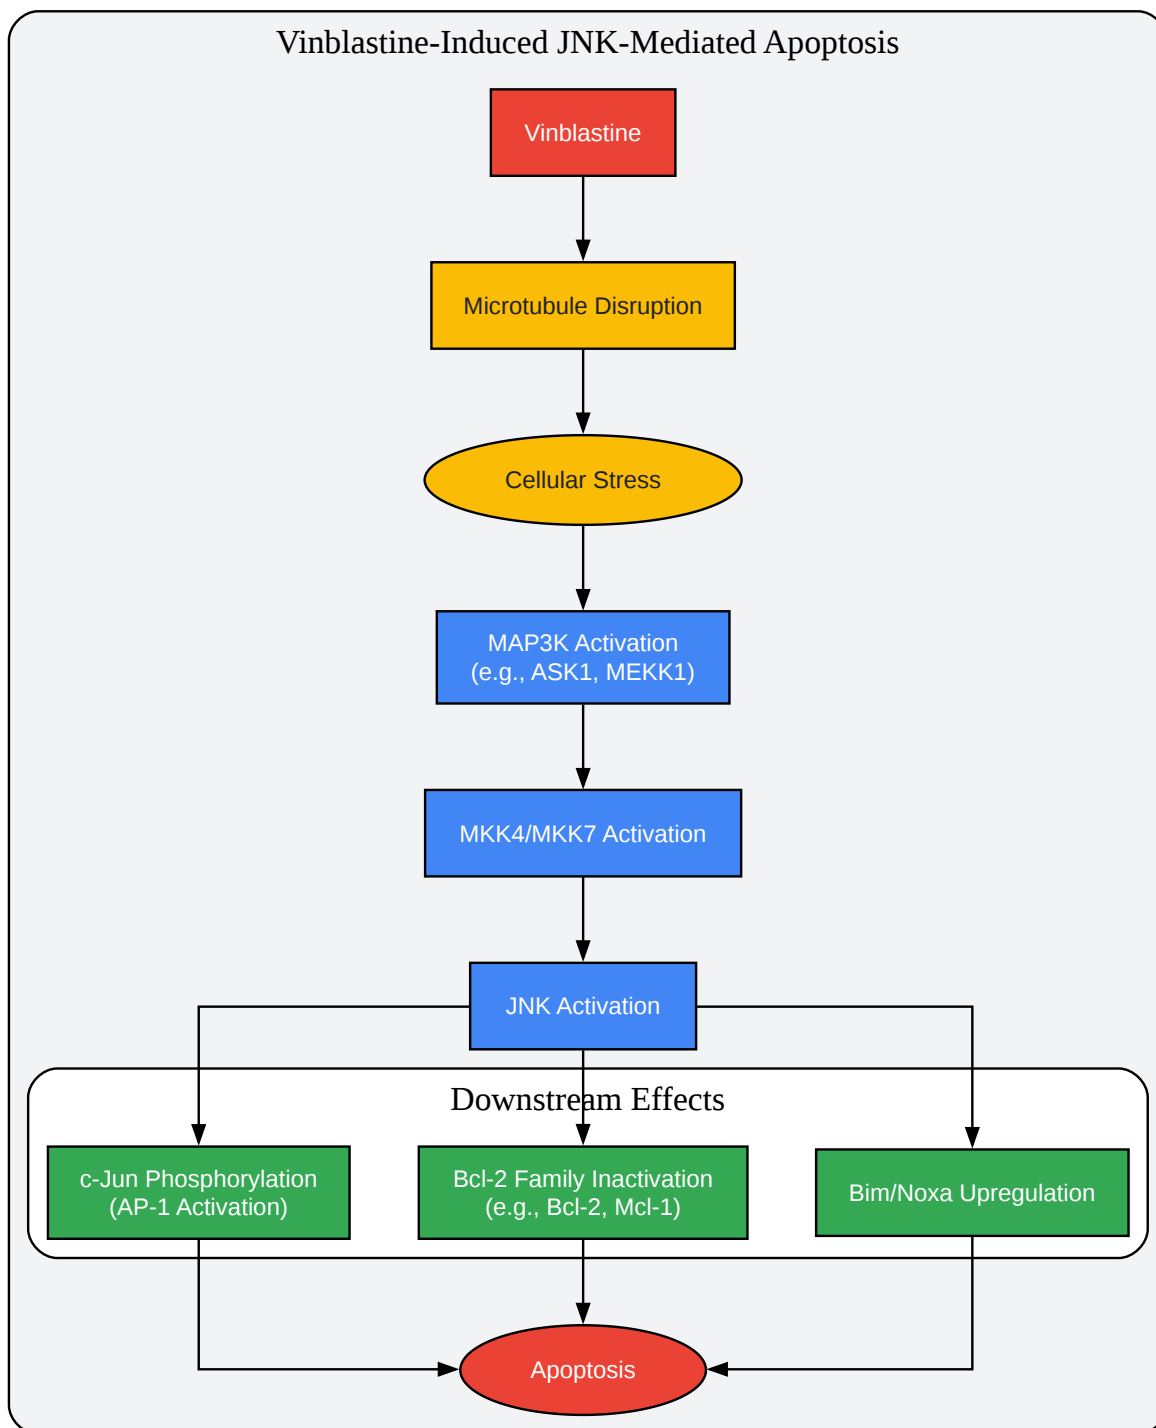 Vinblastine-Induced JNK-Mediated Apoptosis
Vinblastine
Microtubule Disruption
Cellular Stress
MAP3K Activation
(e.g., ASK1, MEKK1)
MKK4/MKK7 Activation
JNK Activation
Downstream Effects
c-Jun Phosphorylation
(AP-1 Activation)
Bcl-2 Family Inactivation
(e.g., Bcl-2, Mcl-1)
Bim/Noxa Upregulation
Apoptosis